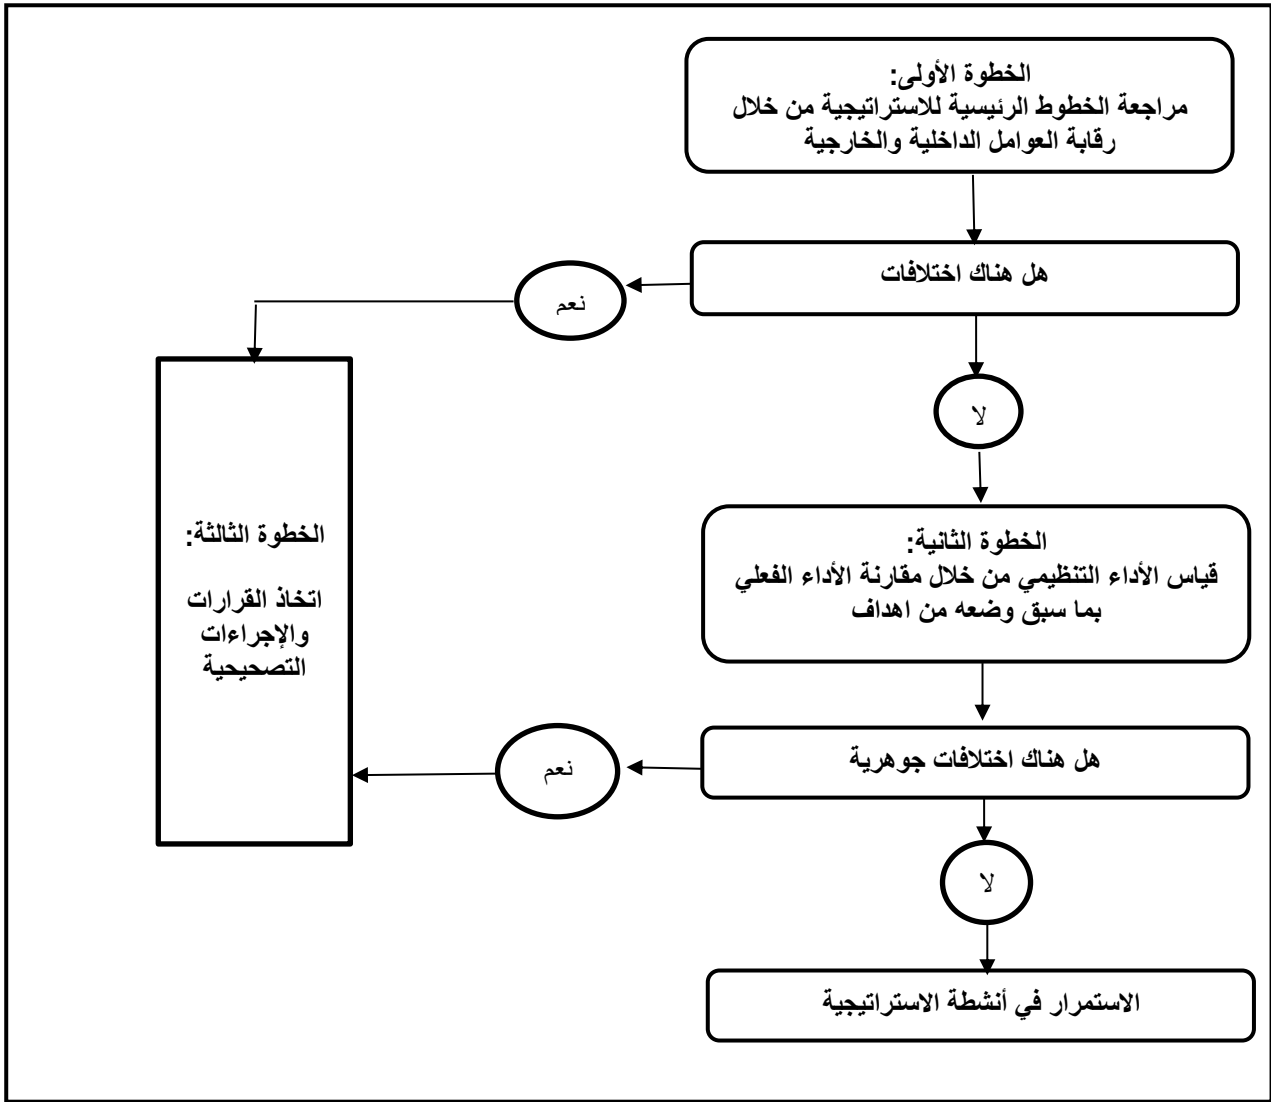 الخطوة الأولى:
مراجعة الخطوط الرئيسية للاستراتيجية من خلال
رقابة العوامل الداخلية والخارجية
هل هناك اختلافات
نعم
لا
الخطوة الثانية:
قياس الأداء التنظيمي من خلال مقارنة الأداء الفعلي
بما سبق وضعه من اهداف
الخطوة الثالثة:
اتخاذ القرارات
والإجراءات
التصحيحية
هل هناك اختلافات جوهرية
نعم
لا
الاستمرار في أنشطة الاستراتيجية